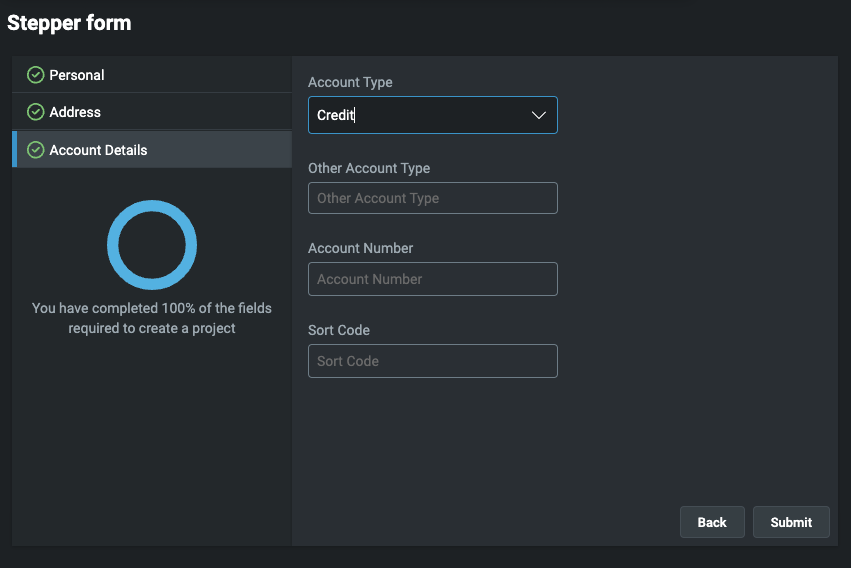 Stepper form
Personal
Address
Account Details
You have completed 100% of the fields
required to create a project
Account Type
Credit
Other Account Type
Other Account Type
Account Number
Account Number
Sort Code
Sort Code
Back
Submit